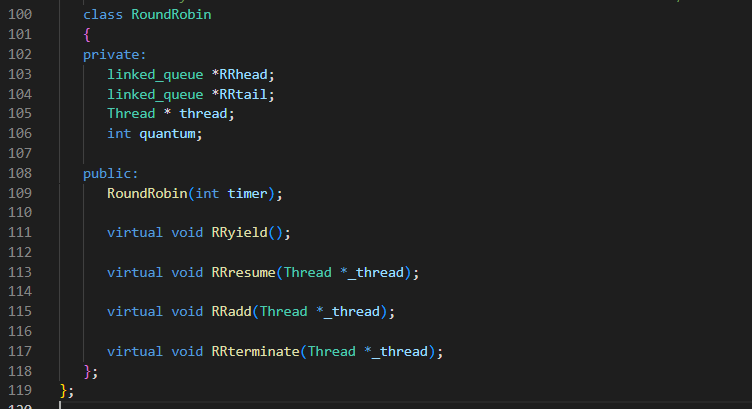 100 class RoundRobin
101 {
102 private:
103 linked_queue *RRhead;
104 linked_queue *RRtail;
105 Thread * thread;
106 int quantum;
107
108 public:
109 RoundRobin(int timer);
110
111 virtual void RRyield();
112
113 virtual void RRresume(Thread *_thread);
114
115 virtual void RRadd(Thread *_thread);
116
117 virtual void RRterminate(Thread *_thread);
118 };
119 };
120